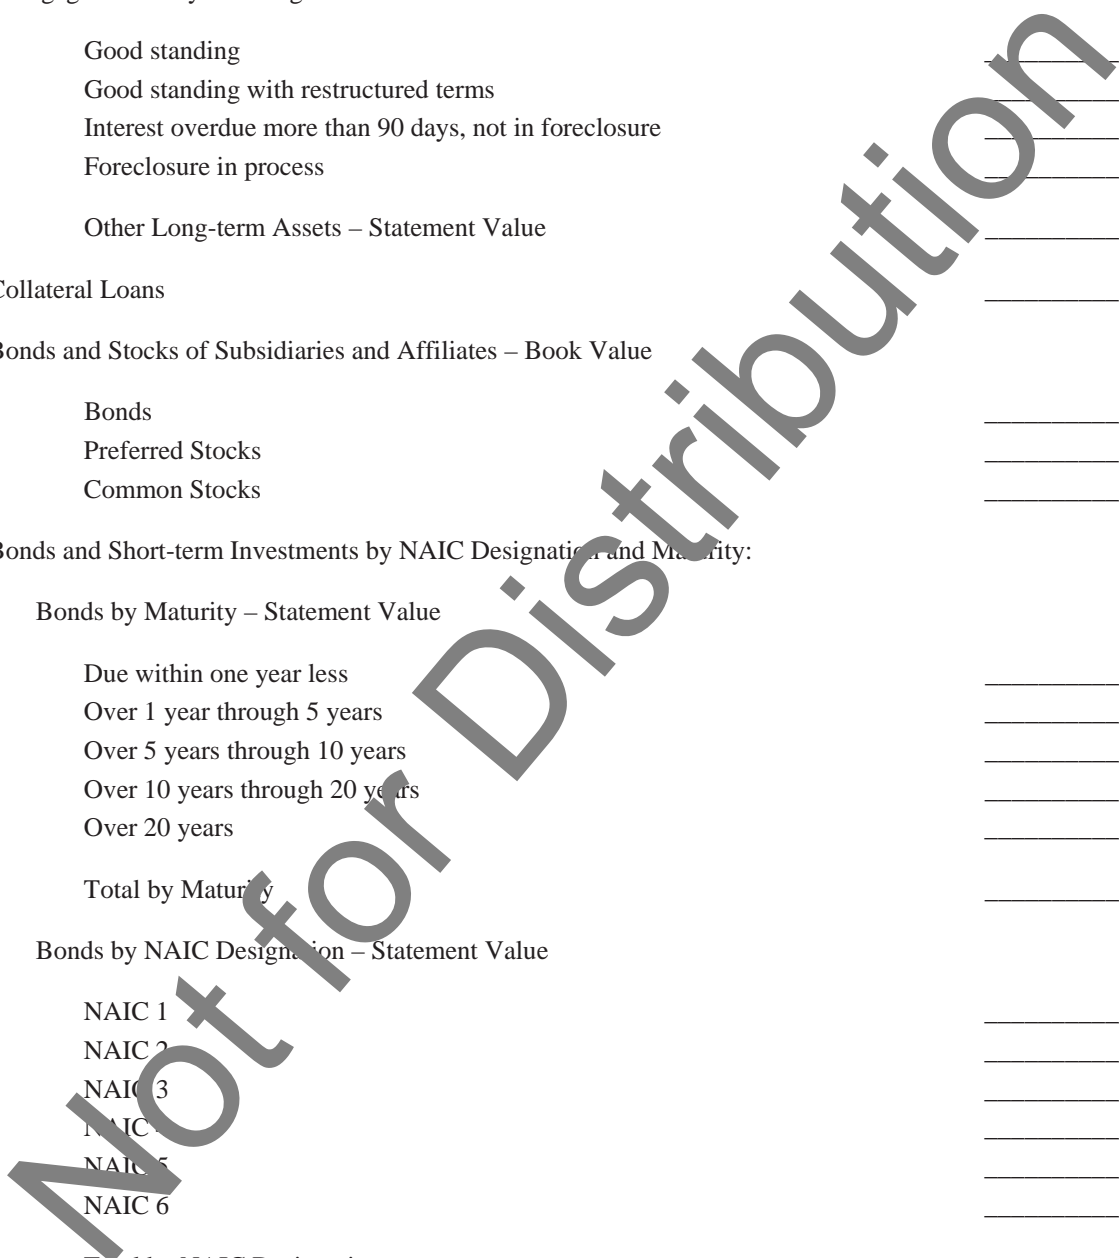 Good standing
Good standing with restructured terms
Interest overdue more than 90 days, not in foreclosure
Foreclosure in process
Other Long-term Assets – Statement Value
Collateral Loans
Bonds and Stocks of Subsidiaries and Affiliates – Book Value
Bonds
Preferred Stocks
Common Stocks
Bonds and Short-term Investments by NAIC Designation and Maturity:
Bonds by Maturity – Statement Value
Due within one year less
Over 1 year through 5 years
Over 5 years through 10 years
Over 10 years through 20 years
Over 20 years
Total by Maturity
Bonds by NAIC Designation – Statement Value
NAIC 1
NAIC 2
NAIC 3
NAIC 4
NAIC 5
NAIC 6
Not for Distribution